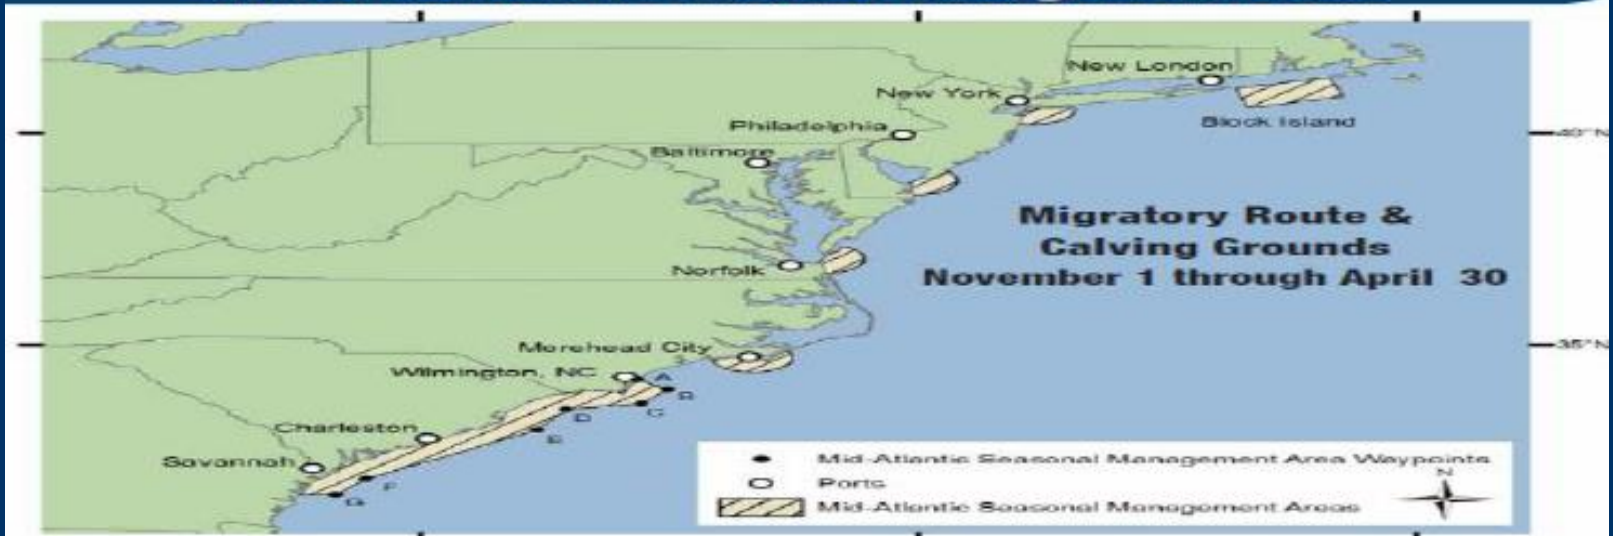 New London
New York
Block Island
Philadelphia
40°N
Baltimore
Migratory Route &
Calving Grounds
November 1 through April 30
Norfolk
Morehead City
35°N
Wilmington, NC
A
B
C
D
Charleston
E
Savannah
F
G
Mid-Atlantic Seasonal Management Area Waypoints
Ports
Mid-Atlantic Seasonal Management Areas
N